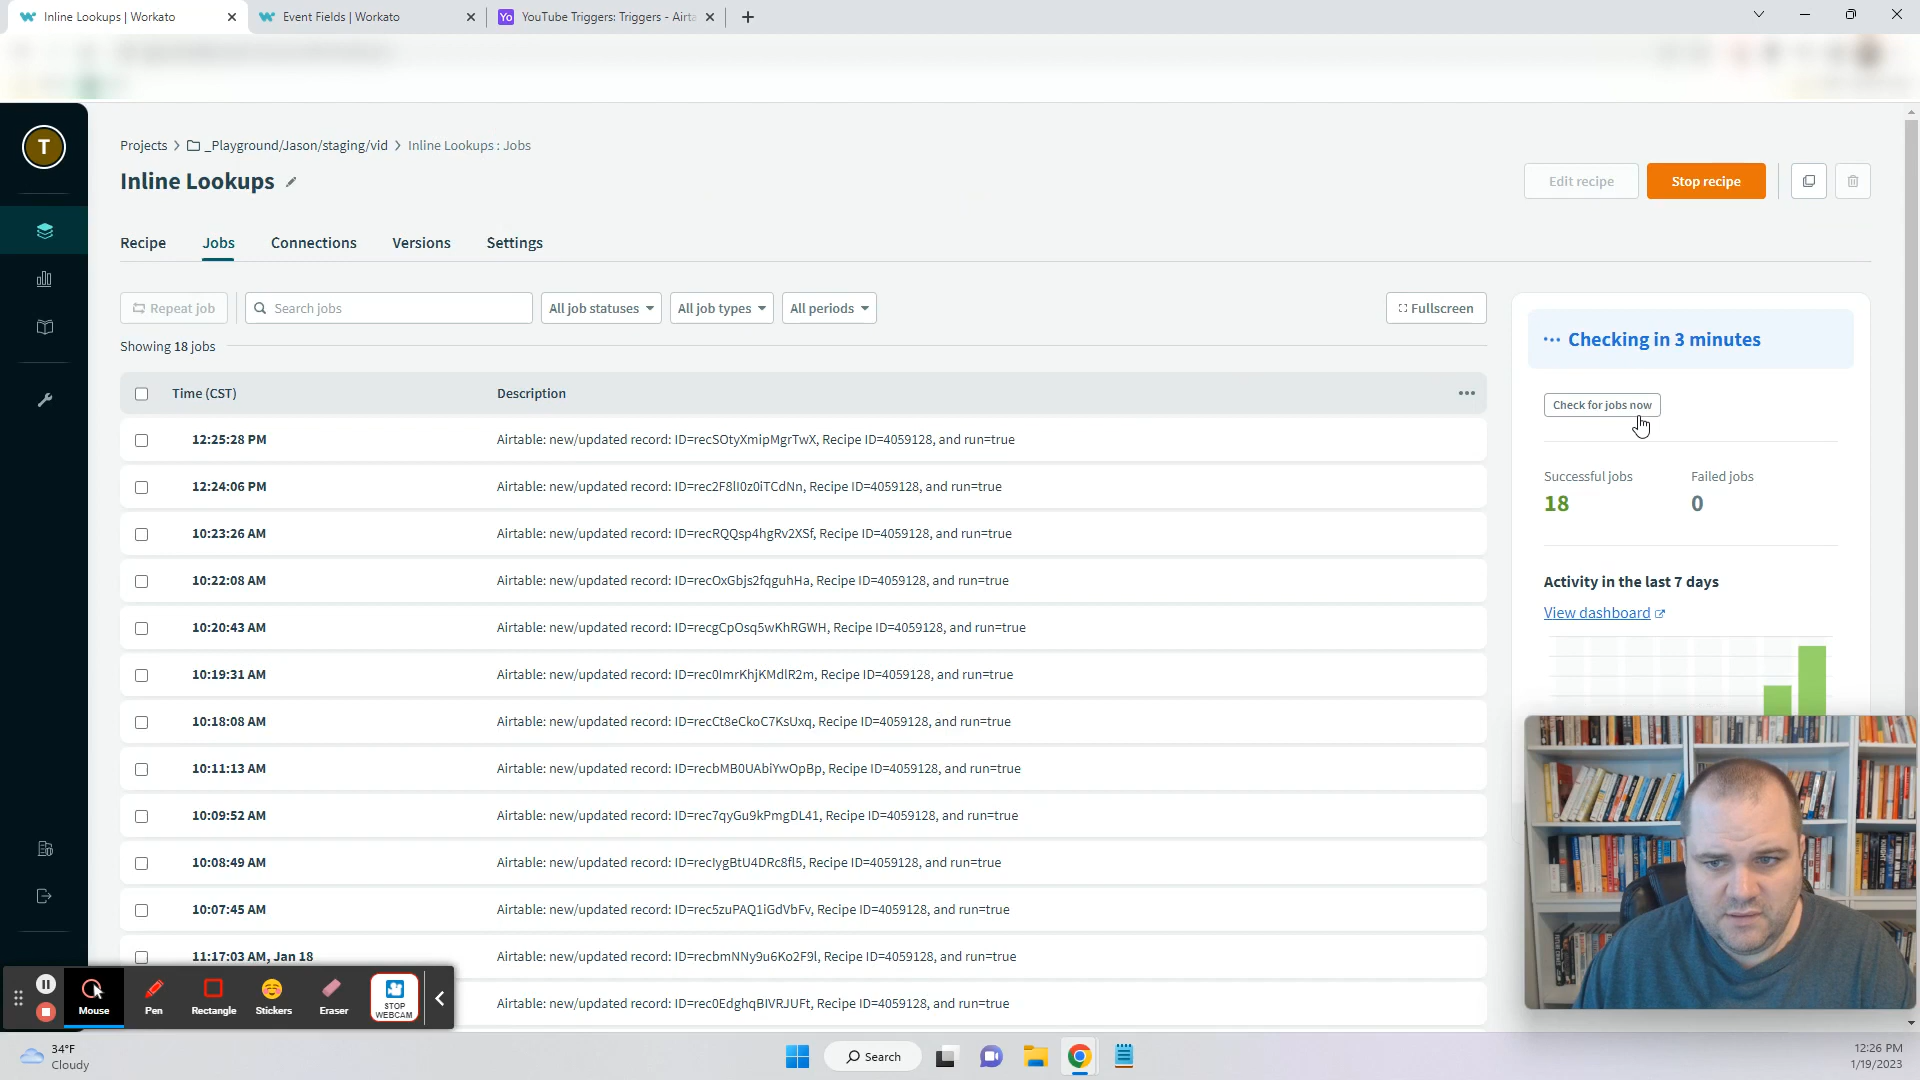 Inline Lookups | Workato
Event Fields | Workato
Yo YouTube Triggers: Triggers - Airta
T
Projects > _Playground/Jason/staging/vid > Inline Lookups : Jobs
Inline Lookups
Edit recipe
Stop recipe
Recipe
Jobs
Connections
Versions
Settings
Repeat job
Search jobs
All job statuses
All job types
All periods
Fullscreen
Showing 18 jobs
Time (CST) Description
12:25:28 PM Airtable: new/updated record: ID=recSOtyXmipMgrTwX, Recipe ID=4059128, and run=true
12:24:06 PM Airtable: new/updated record: ID=rec2F8lI0z0iTCdNn, Recipe ID=4059128, and run=true
10:23:26 AM Airtable: new/updated record: ID=recRQQsp4hgRv2XSf, Recipe ID=4059128, and run=true
10:22:08 AM Airtable: new/updated record: ID=recOxGbjs2fqguhHa, Recipe ID=4059128, and run=true
10:20:43 AM Airtable: new/updated record: ID=recgCpOsq5wKhRGWH, Recipe ID=4059128, and run=true
10:19:31 AM Airtable: new/updated record: ID=rec0ImrKhjKMdlR2m, Recipe ID=4059128, and run=true
10:18:08 AM Airtable: new/updated record: ID=recCt8eCkoC7KsUxq, Recipe ID=4059128, and run=true
10:11:13 AM Airtable: new/updated record: ID=recbMB0UAbiYwOpBp, Recipe ID=4059128, and run=true
10:09:52 AM Airtable: new/updated record: ID=rec7qyGu9kPmgDL41, Recipe ID=4059128, and run=true
10:08:49 AM Airtable: new/updated record: ID=reclygBtU4DRc8fl5, Recipe ID=4059128, and run=true
10:07:45 AM Airtable: new/updated record: ID=rec5zuPAQ1iGdVbFv, Recipe ID=4059128, and run=true
11:17:03 AM, Jan 18 Airtable: new/updated record: ID=recbmNNy9u6Ko2F9l, Recipe ID=4059128, and run=true
Airtable: new/updated record: ID=rec0EdghqBIVRJUFt, Recipe ID=4059128, and run=true
Checking in 3 minutes
Check for jobs now
Successful jobs
18
Failed jobs
0
Activity in the last 7 days
View dashboard
Mouse
Pen
Rectangle
Stickers
Eraser
STOP
WEBCAM
34°F
Cloudy
Search
12:26 PM
1/19/2023